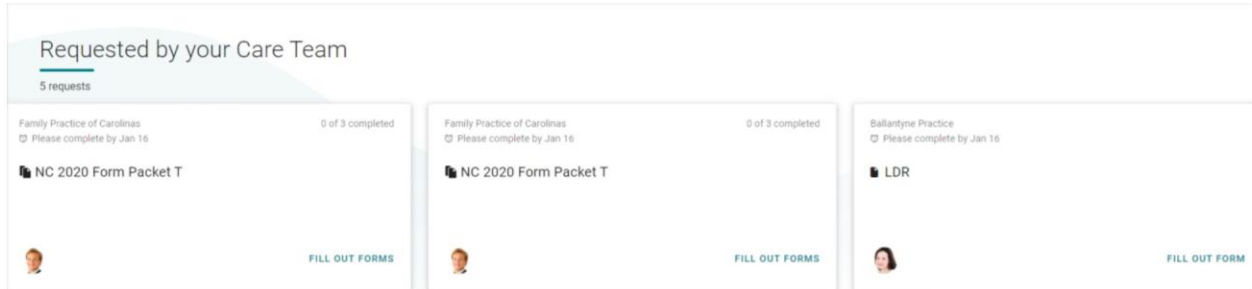 Requested by your Care Team
5 requests
Family Practice of Carolinas
0 of 3 completed
Please complete by Jan 16
NC 2020 Form Packet T
FILL OUT FORMS
Family Practice of Carolinas
0 of 3 completed
Please complete by Jan 16
NC 2020 Form Packet T
FILL OUT FORMS
Ballantyne Practice
Please complete by Jan 16
LDR
FILL OUT FORM